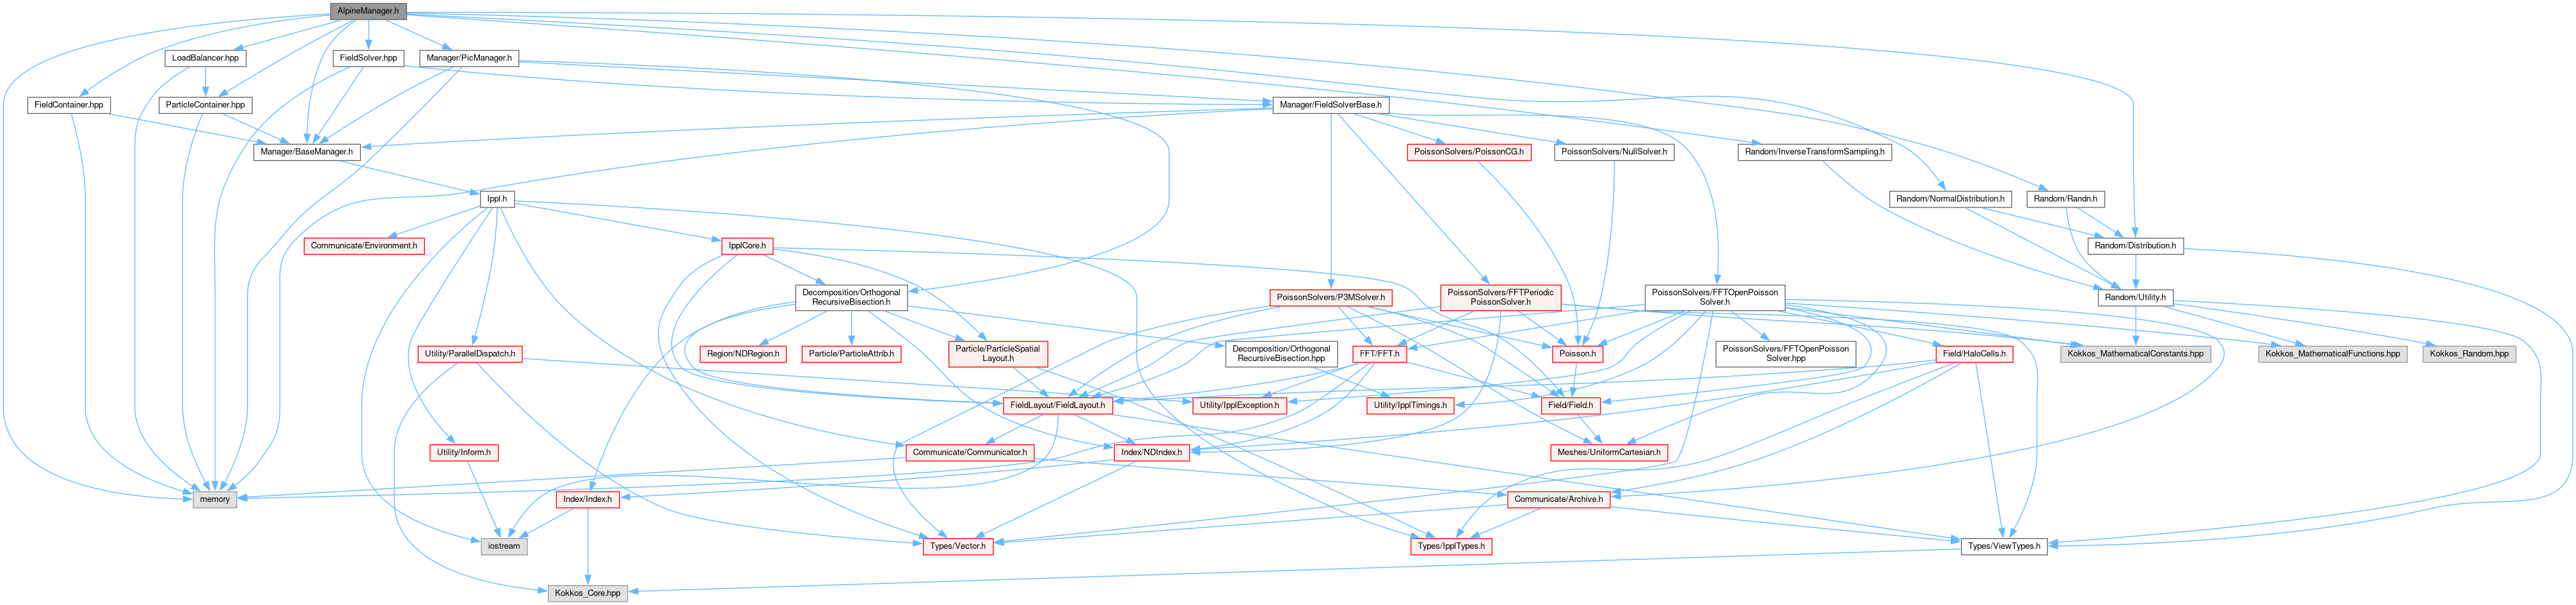 AlpineManager.h
LoadBalancer.hpp
FieldSolver.hpp
Manager/PicManager.h
FieldContainer.hpp
ParticleContainer.hpp
Manager/FieldSolverBase.h
Manager/BaseManager.h
PoissonSolvers/PoissonCG.h
PoissonSolvers/NullSolver.h
Random/InverseTransformSampling.h
Ippl.h
Random/NormalDistribution.h
Random/Randn.h
Communicate/Environment.h
IpplCore.h
Random/Distribution.h
Decomposition/Orthogonal
RecursiveBisection.h
PoissonSolvers/P3MSolver.h
PoissonSolvers/FFTPeriodic
PoissonSolver.h
PoissonSolvers/FFTOpenPoisson
Solver.h
Random/Utility.h
Utility/ParallelDispatch.h
Region/NDRegion.h
Particle/ParticleAttrib.h
Particle/ParticleSpatial
Layout.h
Decomposition/Orthogonal
RecursiveBisection.hpp
FFT/FFT.h
Poisson.h
PoissonSolvers/FFTOpenPoisson
Solver.hpp
Field/HaloCells.h
Kokkos_MathematicalConstants.hpp
Kokkos_MathematicalFunctions.hpp
Kokkos_Random.hpp
FieldLayout/FieldLayout.h
Utility/IpplException.h
Utility/IpplTimings.h
Field/Field.h
Utility/Inform.h
Communicate/Communicator.h
Index/NDIndex.h
Meshes/UniformCartesian.h
memory
Index/Index.h
Communicate/Archive.h
iostream
Types/Vector.h
Types/IpplTypes.h
Types/ViewTypes.h
Kokkos_Core.hpp